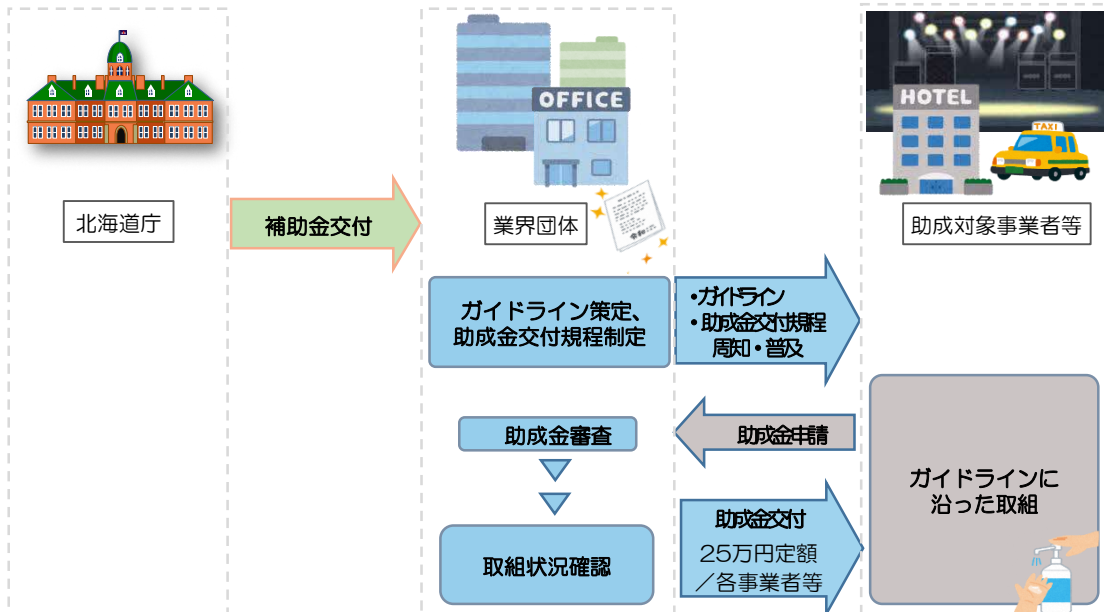 OFFICE
HOTEL
TAXI
北海道庁
補助金交付
業界団体
助成対象事業者等
ガイドライン策定、
助成金交付規程制定
・ガイドライン
・助成金交付規程
周知・普及
助成金審査
助成金申請
ガイドラインに
沿った取組
取組状況確認
助成金交付
25万円定額
／各事業者等